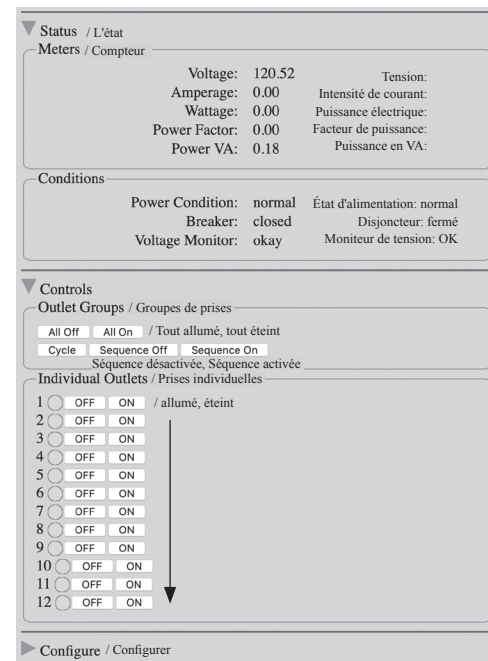 Status / L'état
Meters / Compteur
Voltage: 120.52 Tension:
Amperage: 0.00 Intensité de courant:
Wattage: 0.00 Puissance électrique:
Power Factor: 0.00 Facteur de puissance:
Power VA: 0.18 Puissance en VA:
Conditions
Power Condition: normal État d'alimentation: normal
Breaker: closed Disjoncteur: fermé
Voltage Monitor: okay Moniteur de tension: OK
Controls
Outlet Groups / Groupes de prises
All Off All On / Tout allumé, tout éteint
Cycle Sequence Off Sequence On
Séquence désactivée, Séquence activée
Individual Outlets / Prises individuelles
1 OFF ON / allumé, éteint
2 OFF ON
3 OFF ON
4 OFF ON
5 OFF ON
6 OFF ON
7 OFF ON
8 OFF ON
9 OFF ON
10 OFF ON
11 OFF ON
12 OFF ON
Configure / Configurer